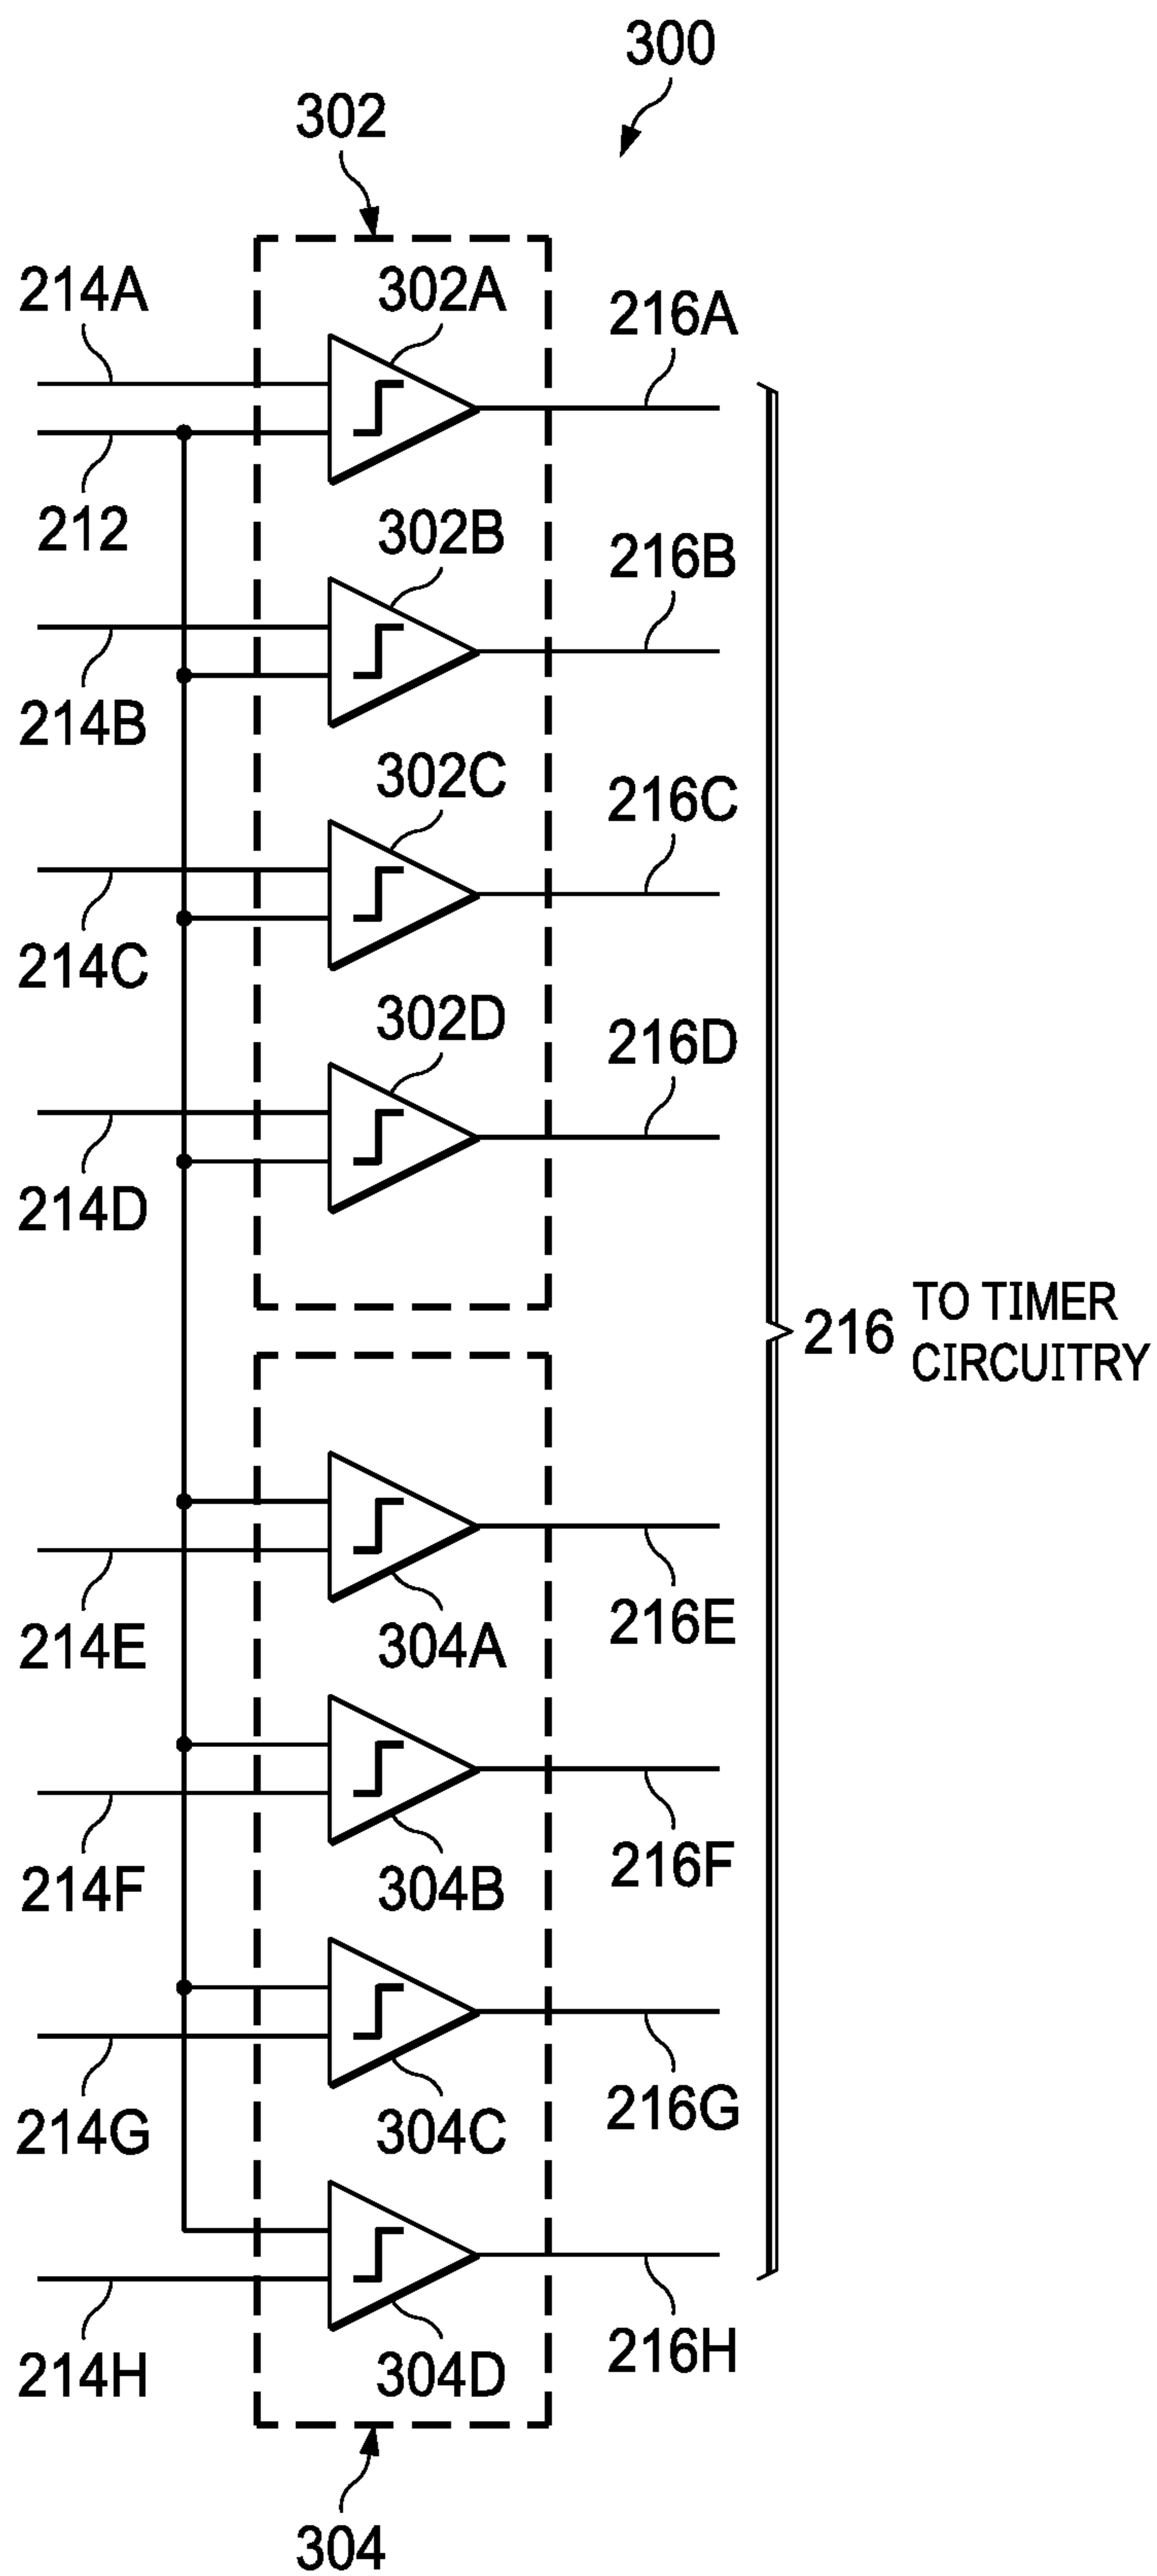 300
302
214A
302A
216A
212
302B
216B
214B
302C
216C
214C
302D
216D
214D
216
TO TIMER
CIRCUITRY
214E
304A
216E
214F
304B
216F
214G
304C
216G
214H
304D
216H
304